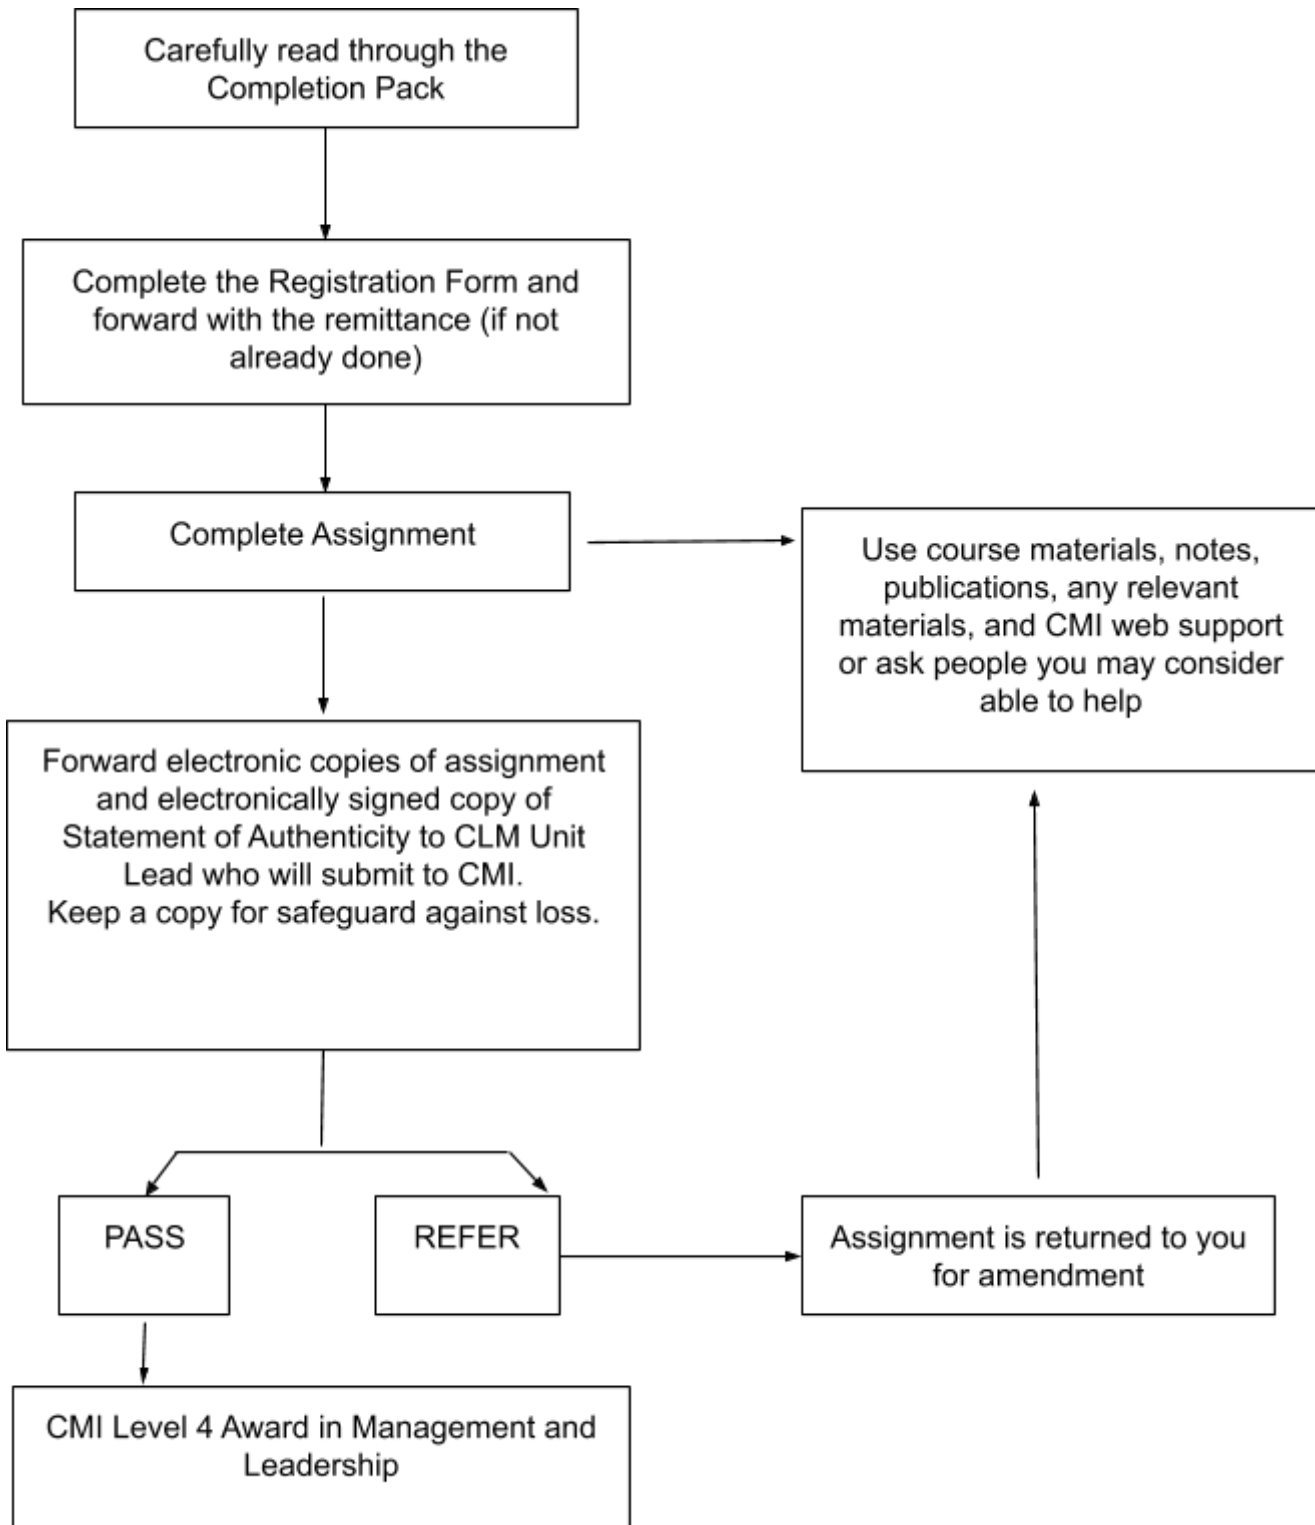 Carefully read through the
Completion Pack
Complete the Registration Form and
forward with the remittance (if not
already done)
Complete Assignment
Use course materials, notes,
publications, any relevant
materials, and CMI web support
or ask people you may consider
able to help
Forward electronic copies of assignment
and electronically signed copy of
Statement of Authenticity to CLM Unit
Lead who will submit to CMI.
Keep a copy for safeguard against loss.
PASS
REFER
Assignment is returned to you
for amendment
CMI Level 4 Award in Management and
Leadership